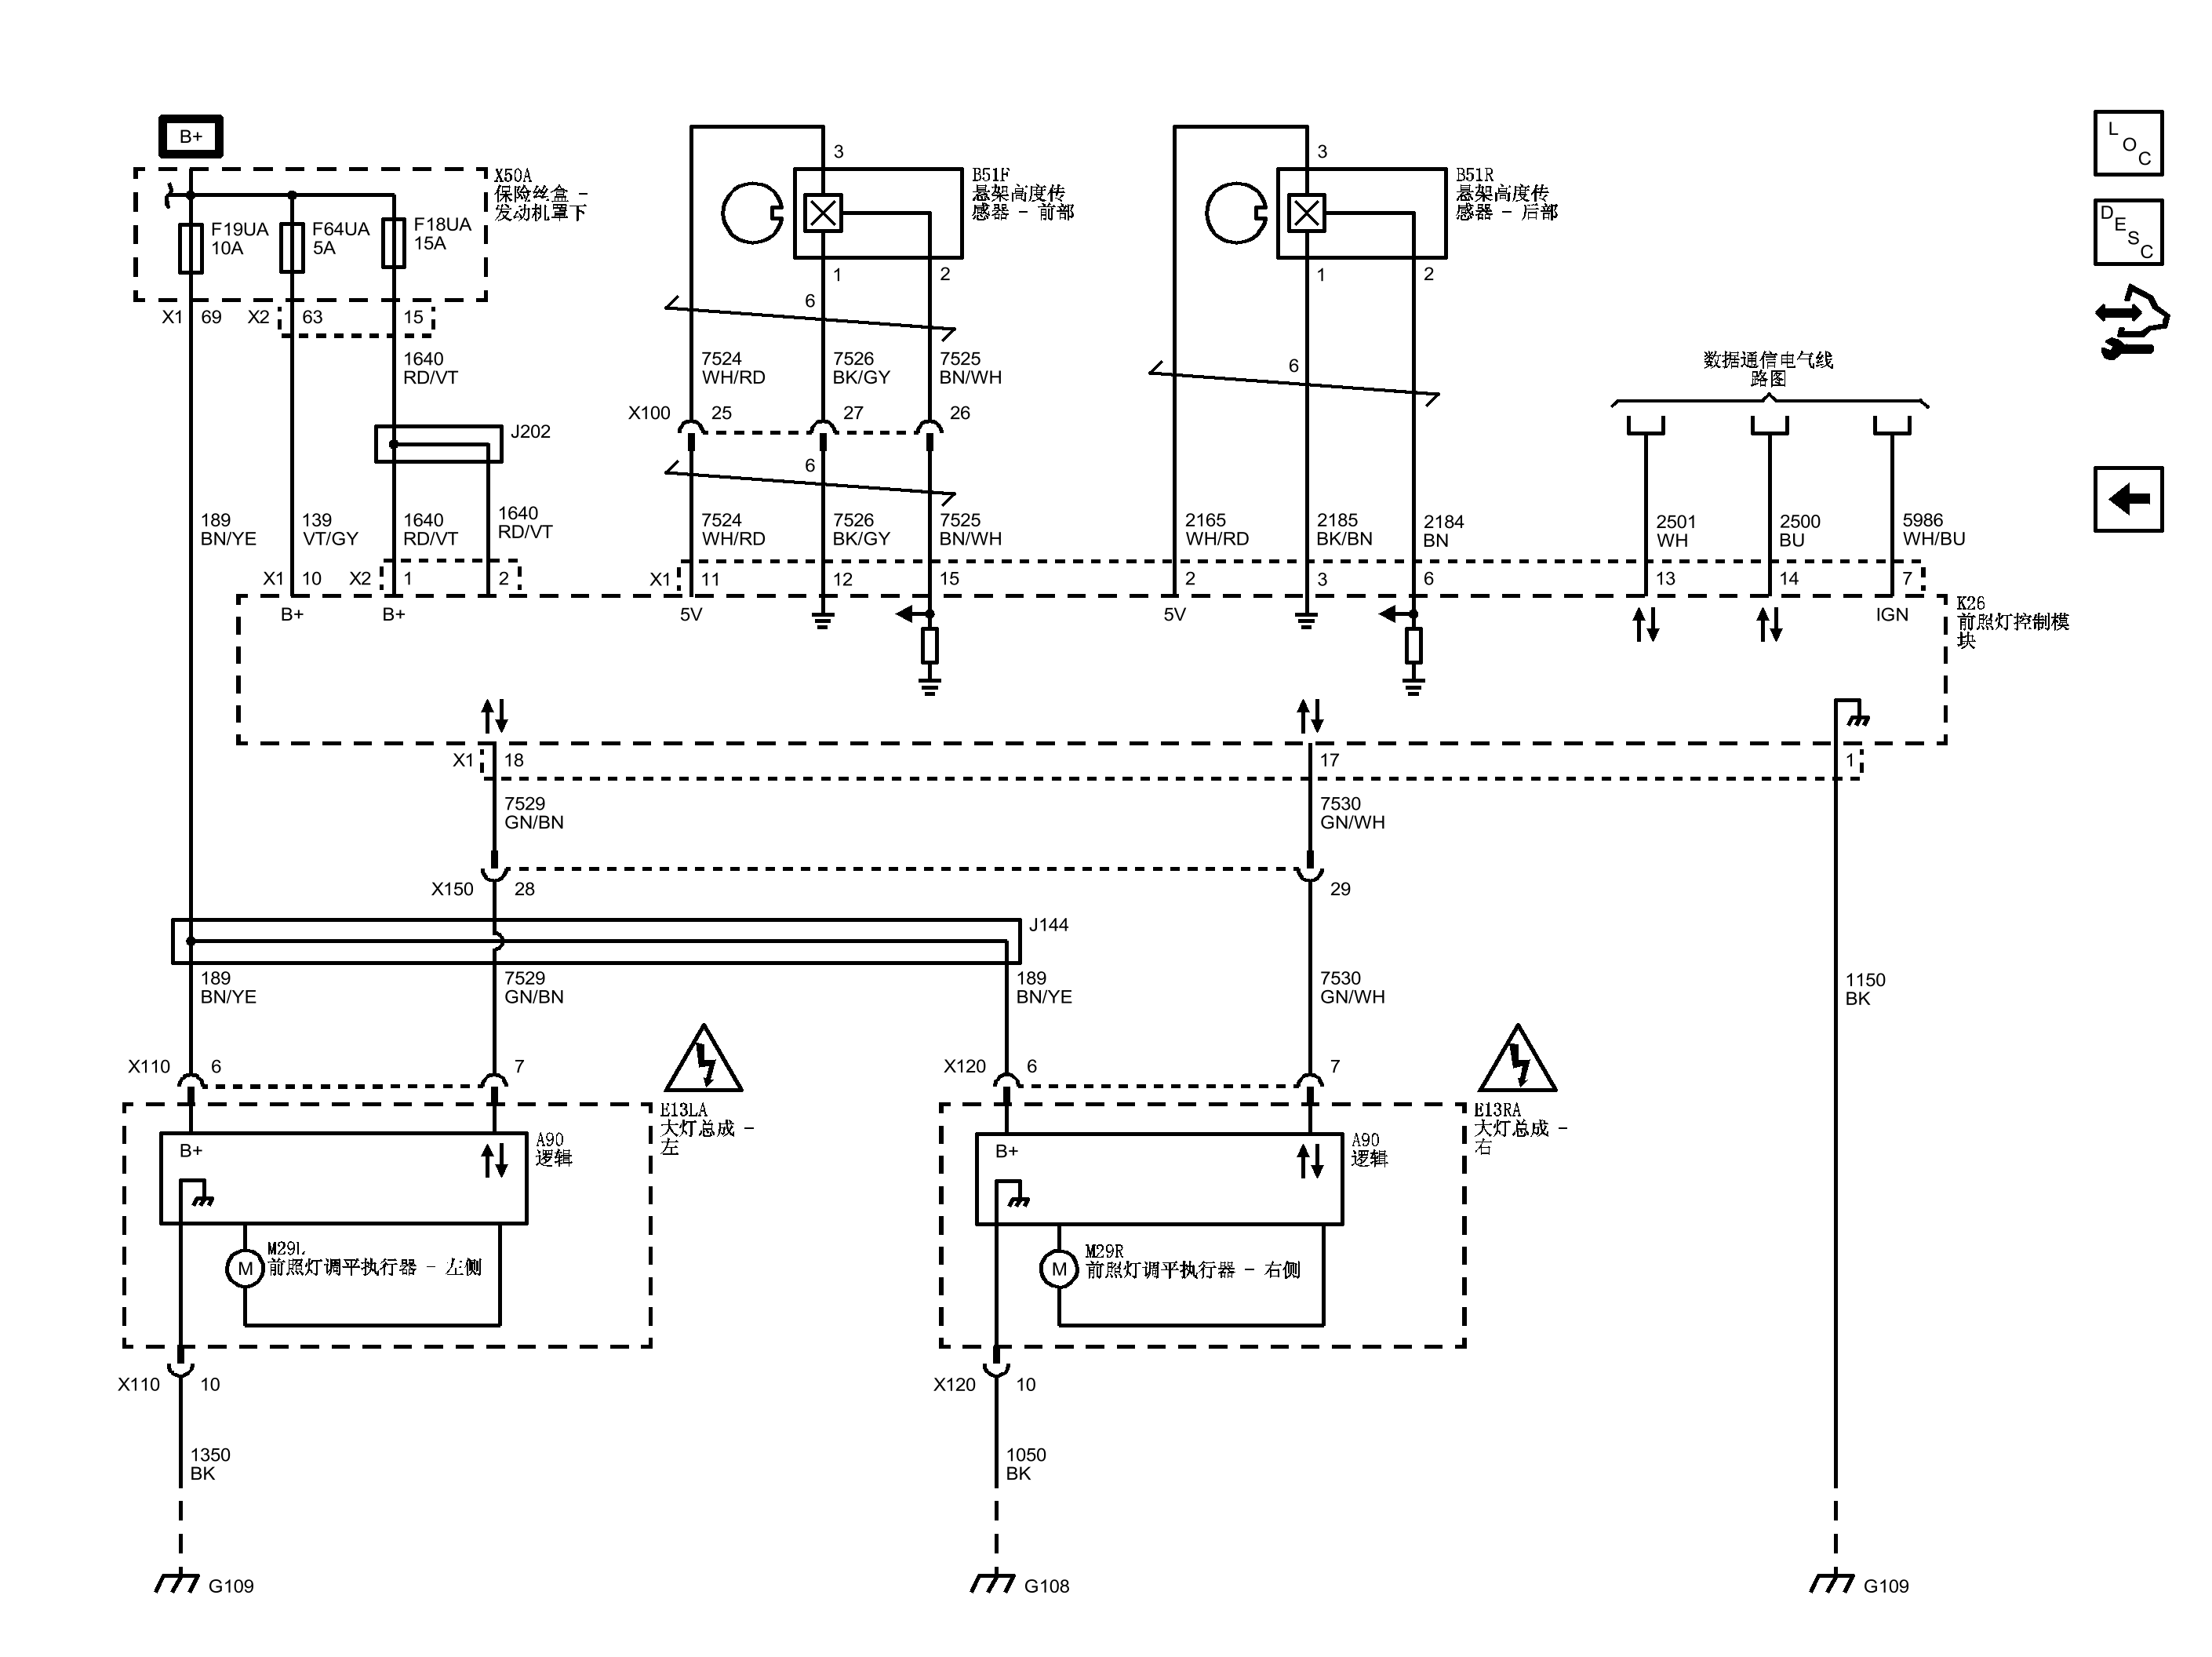 B+
X50A
保险丝盒 -
发动机罩下
F19UA
10A
F64UA
5A
F18UA
15A
X1 69
X2 63
15
1640
RD/VT
J202
189
BN/YE
139
VT/GY
1640
RD/VT
1640
RD/VT
X1 10
X2 1
2
3
B51F
悬架高度传
感器 - 前部
1
2
6
7524
WH/RD
7526
BK/GY
7525
BN/WH
X100 25
27
26
6
7524
WH/RD
7526
BK/GY
7525
BN/WH
X1 11
12
15
3
B51R
悬架高度传
感器 - 后部
1
2
6
2165
WH/RD
2185
BK/BN
2184
BN
2
3
6
数据通信电气线
路图
2501
WH
2500
BU
5986
WH/BU
13
14
7
L
O
C
D
E
S
C
B+
B+
5V
5V
IGN
K26
前照灯控制模
块
X1 18
17
1
7529
GN/BN
7530
GN/WH
X150 28
29
J144
189
BN/YE
7529
GN/BN
189
BN/YE
7530
GN/WH
1150
BK
X110 6
7
X120 6
7
E13LA
大灯总成 -
左
E13RA
大灯总成 -
右
B+
A90
逻辑
B+
A90
逻辑
M
M29L
前照灯调平执行器 - 左侧
M
M29R
前照灯调平执行器 - 右侧
X110 10
X120 10
1350
BK
1050
BK
G109
G108
G109